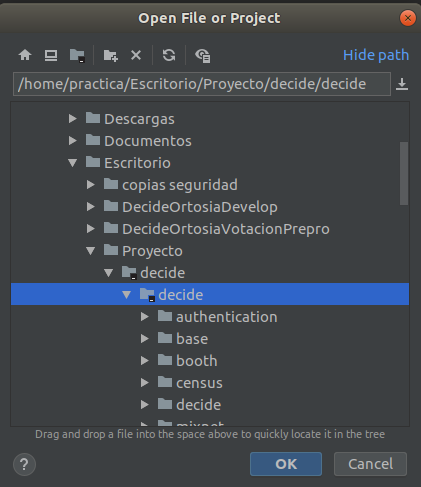 Open File or Project
Hide path
/home/practica/Escritorio/Proyecto/decide/decide
Descargas
Documentos
Escritorio
copias seguridad
DecideOrtosiaDevelop
DecideOrtosiaVotacionPrepro
Proyecto
decide
decide
authentication
base
booth
census
decide
Drag and drop a file into the space above to quickly locate it in the tree
?
OK
Cancel